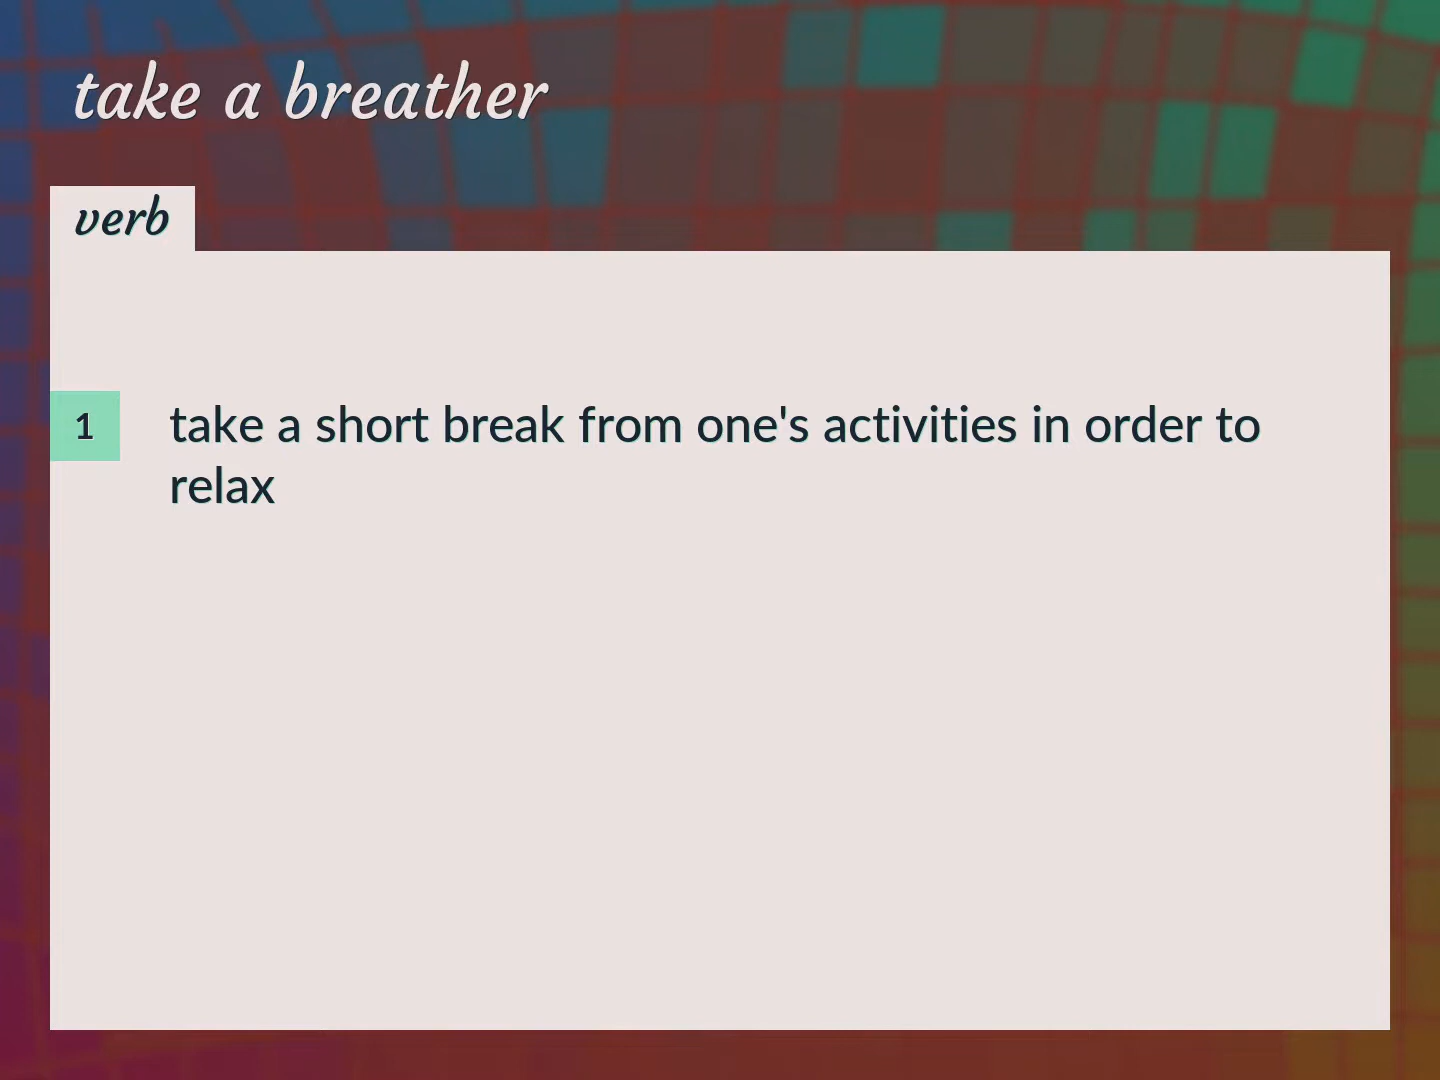 take a breather
verb
1 take a short break from one's activities in order to
relax